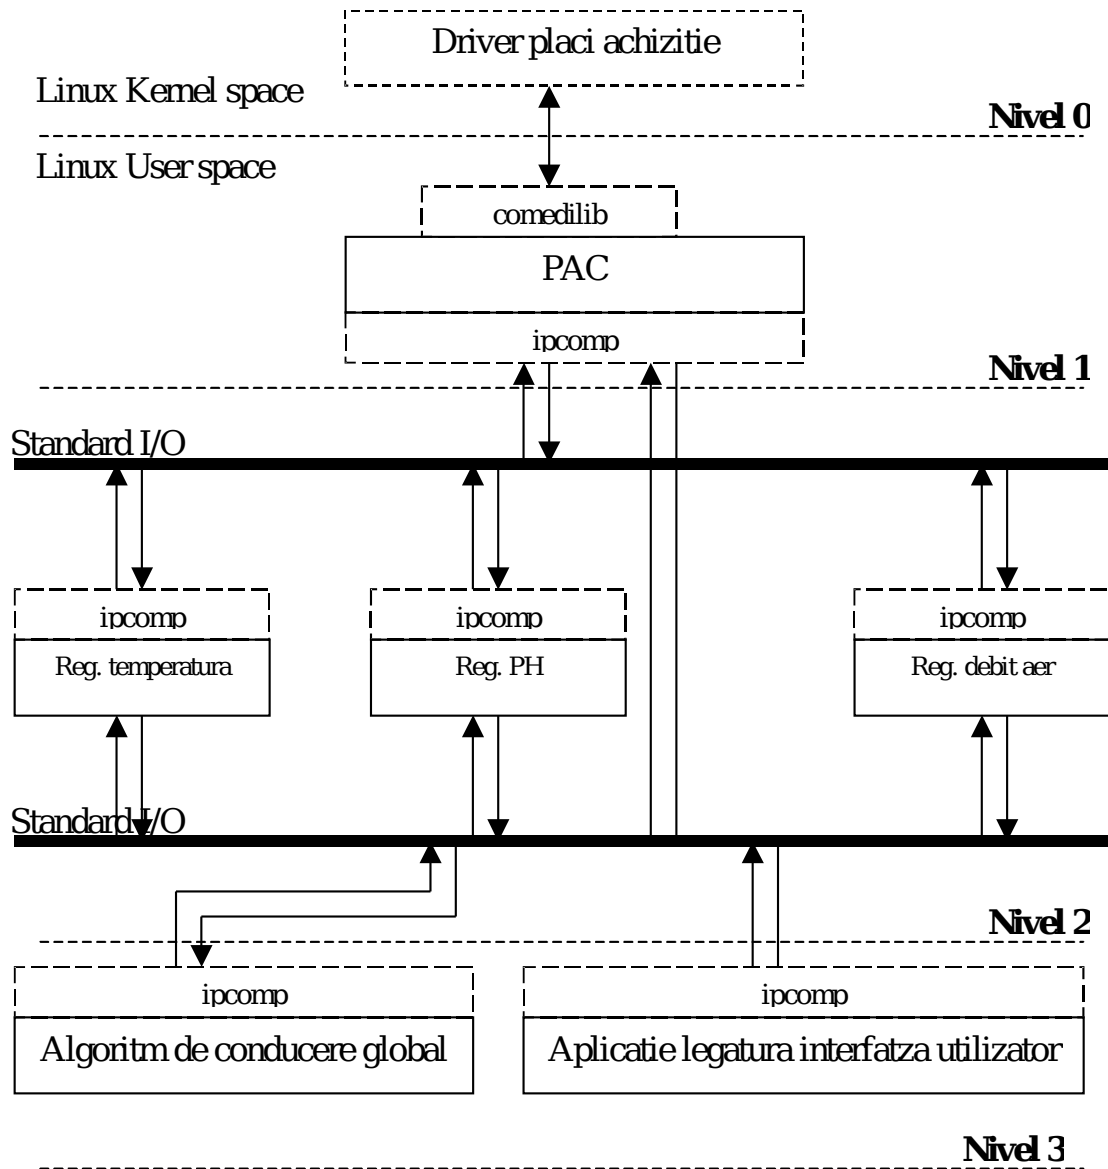 Driver placi achizitie
Linux Kernel space
Nivel 0
Linux User space
comedilib
PAC
ipcomp
Nivel 1
Standard I/O
ipcomp
ipcomp
ipcomp
Reg. temperatura
Reg. PH
Reg. debit aer
Standard I/O
Nivel 2
ipcomp
ipcomp
Algoritm de conducere global
Aplicatie legatura interfatza utilizator
Nivel 3